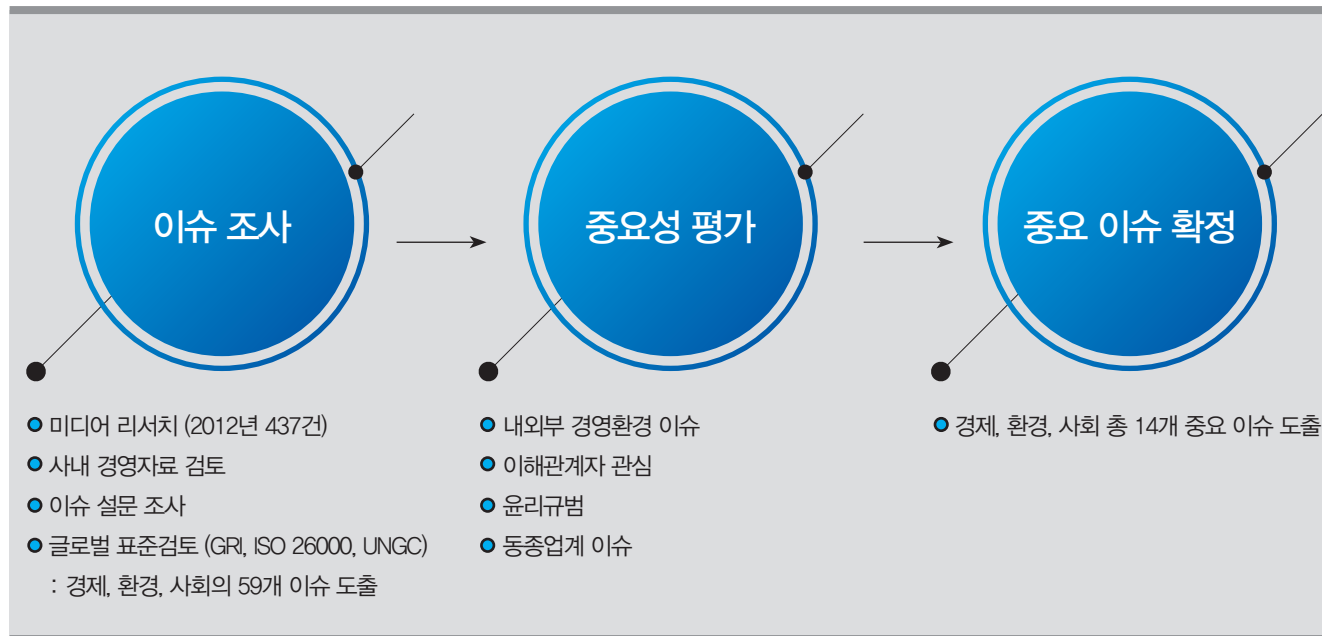 이슈 조사
미디어 리서치 (2012년 437건)
사내 경영자료 검토
이슈 설문 조사
글로벌 표준검토 (GRI, ISO 26000, UNGC)
: 경제, 환경, 사회의 59개 이슈 도출
중요성 평가
내외부 경영환경 이슈
이해관계자 관심
윤리규범
동종업계 이슈
중요 이슈 확정
경제, 환경, 사회 총 14개 중요 이슈 도출